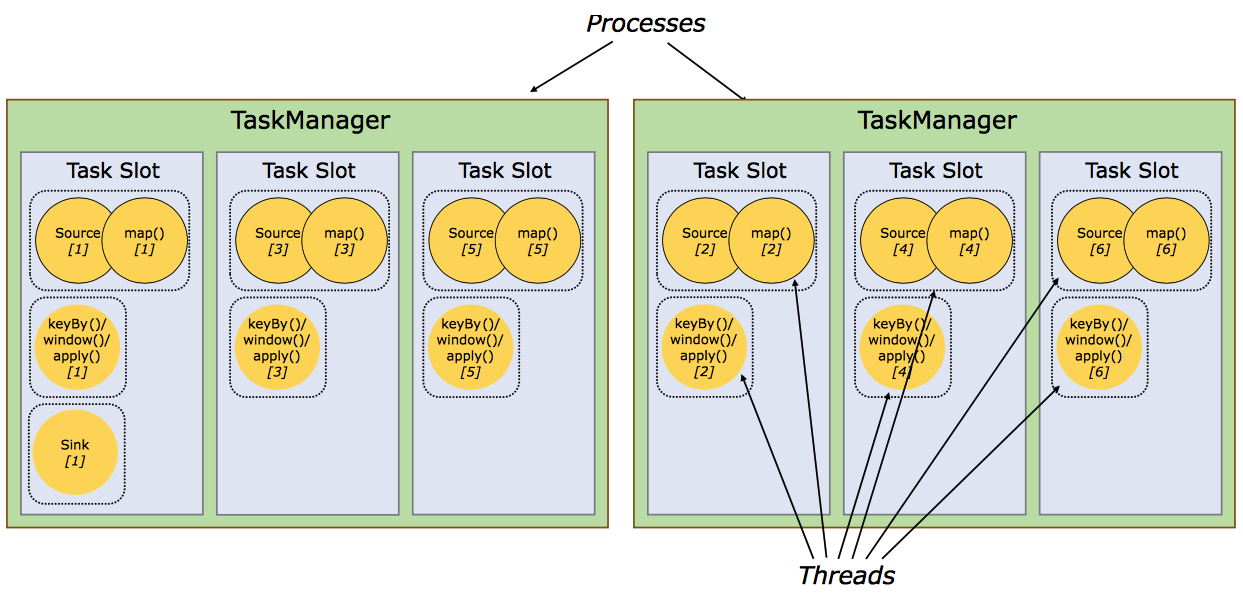 Processes
TaskManager
Task Slot
Source
[1]
map()
[1]
keyBy()/
window()/
apply()
[1]
Sink
[1]
Task Slot
Source
[3]
map()
[3]
keyBy()/
window()/
apply()
[3]
Task Slot
Source
[5]
map()
[5]
keyBy()/
window()/
apply()
[5]
TaskManager
Task Slot
Source
[2]
map()
[2]
keyBy()/
window()/
apply()
[2]
Task Slot
Source
[4]
map()
[4]
keyBy()/
window()/
apply()
[4]
Task Slot
Source
[6]
map()
[6]
keyBy()/
window()/
apply()
[6]
Threads